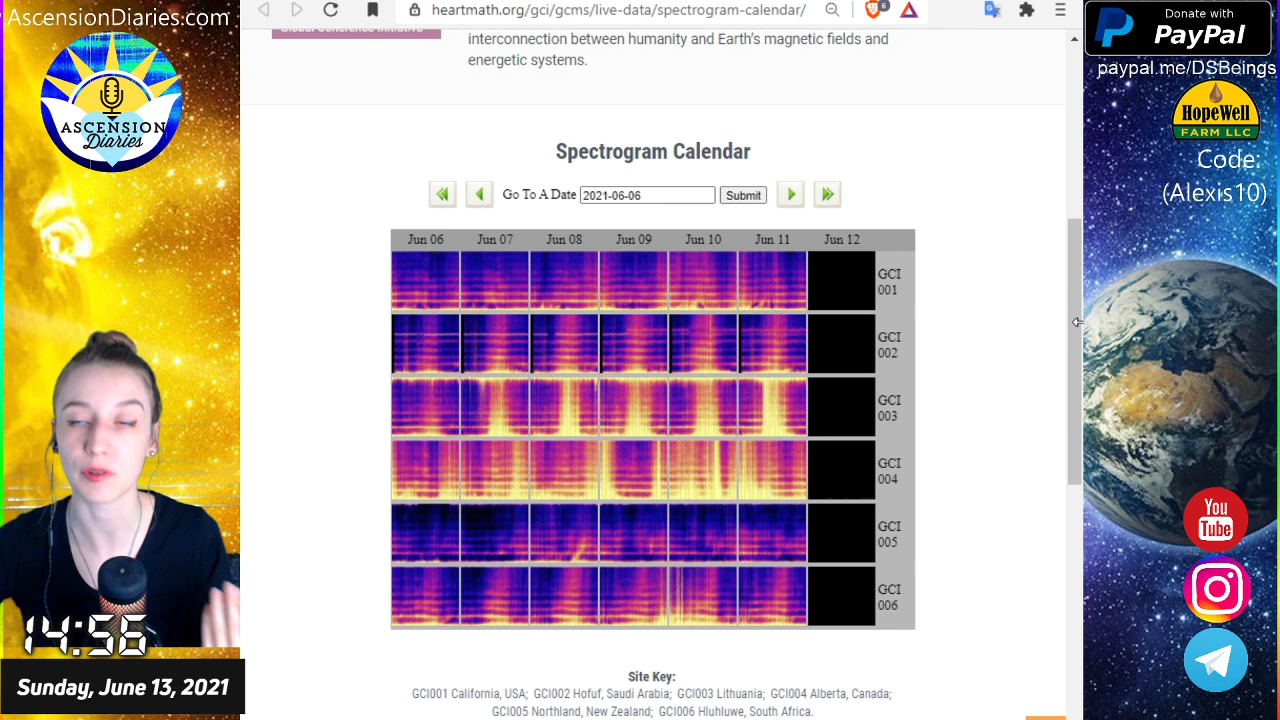 AscensionDiaries.com
ASCENSION
Diaries
14:56
Sunday, June 13, 2021
heartmath.org/gci/gcms/live-data/spectrogram-calendar/
6
Global Coherence Initiative
interconnection between humanity and Earth's magnetic fields and
energetic systems.
Spectrogram Calendar
Go To A Date 2021-06-06 Submit
Jun 06 Jun 07 Jun 08 Jun 09 Jun 10 Jun 11 Jun 12
GCI
001
GCI
002
GCI
003
GCI
004
GCI
005
GCI
006
Site Key:
GCI001 California, USA; GCI002 Hofuf, Saudi Arabia; GCI003 Lithuania; GCI004 Alberta, Canada;
GCI005 Northland, New Zealand; GCI006 Hluhluwe, South Africa.
Donate with
PayPal
paypal.me/DSBeings
HopeWell
FARM LLC
Code:
(Alexis10)
You
Tube